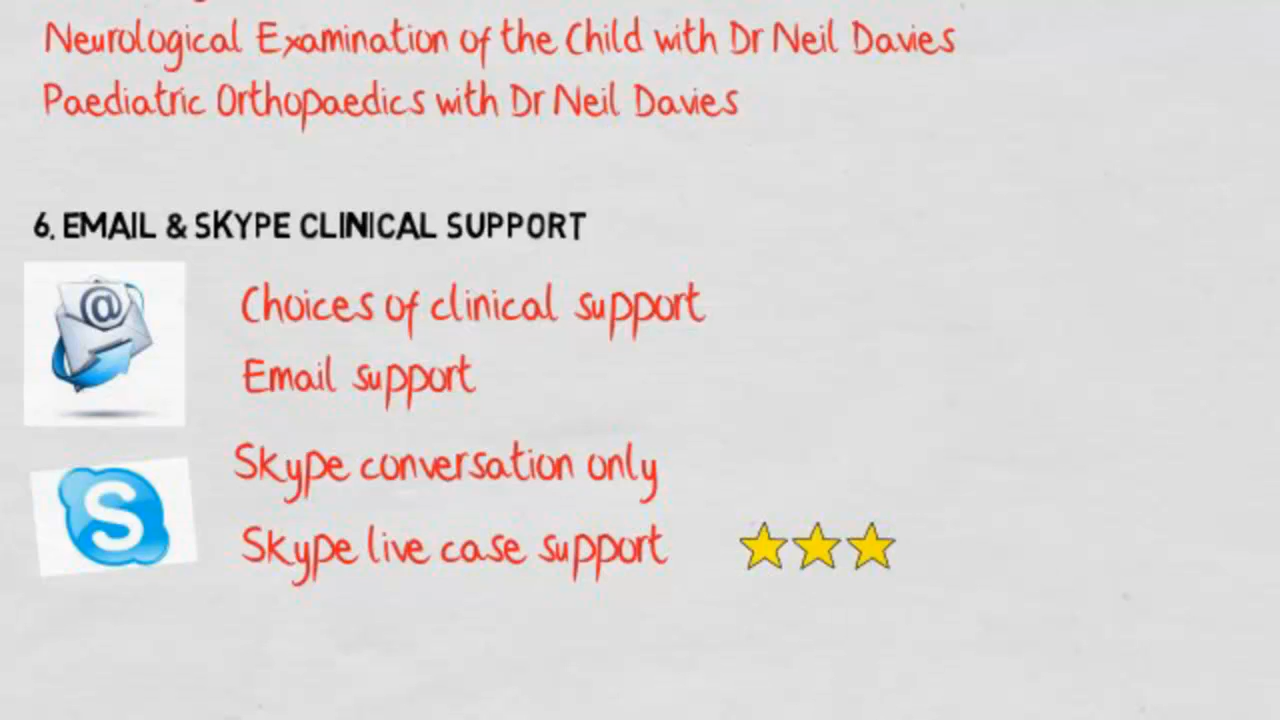 Neurological Examination of the Child with Dr Neil Davies
Paediatric Orthopaedics with Dr Neil Davies
6. EMAIL & SKYPE CLINICAL SUPPORT
@
Choices of clinical support
Email support
Skype conversation only
S
Skype live case support